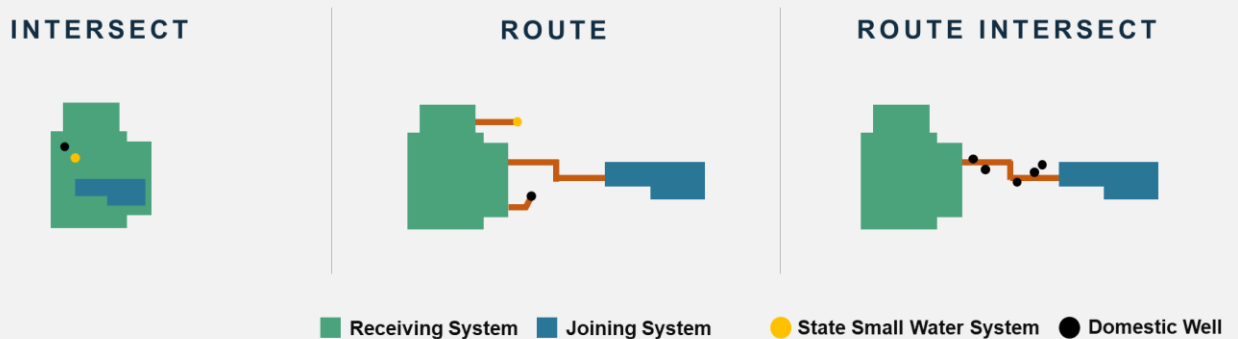 INTERSECT
ROUTE
ROUTE INTERSECT
Receiving System
Joining System
State Small Water System
Domestic Well